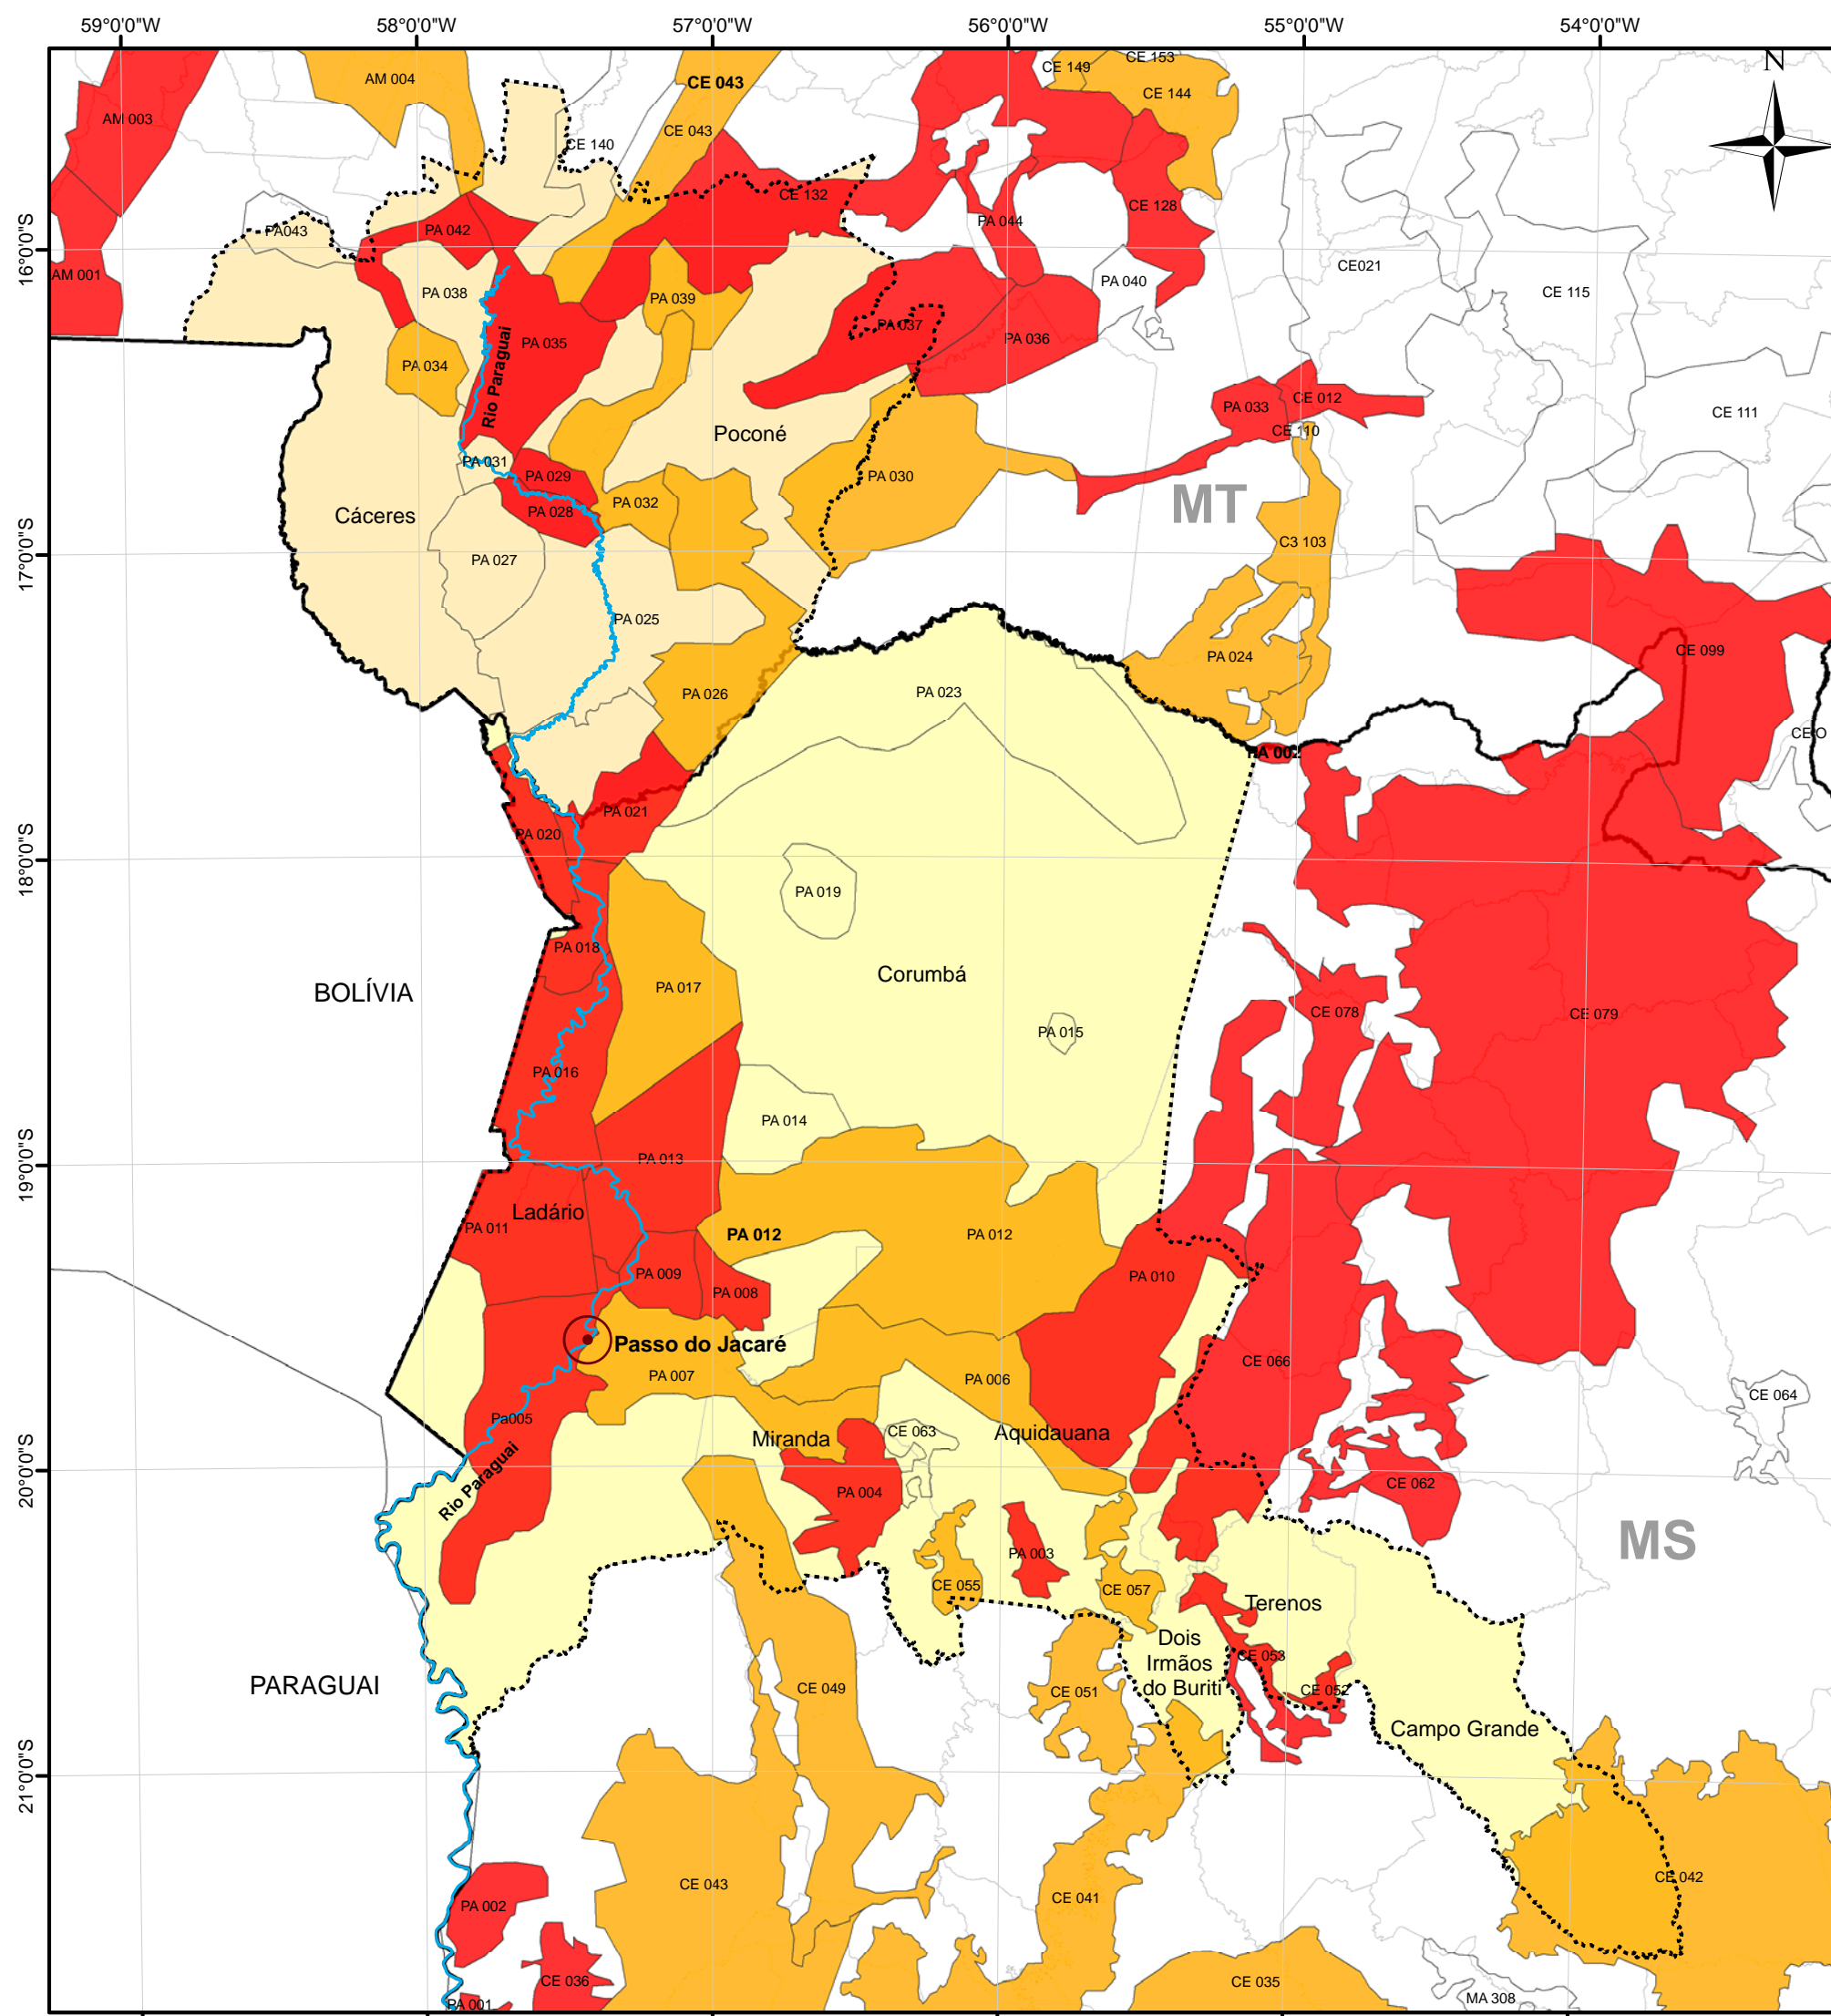 59°0'0"W
58°0'0"W
57°0'0"W
56°0'0"W
55°0'0"W
54°0'0"W
N
AM 003
AM 004
CE 043
CE 043
CE 149
CE 153
CE 144
CE 140
CE 132
PA043
PA 042
PA 044
CE 128
16°0'0"S
AM 001
PA 038
PA 039
PA 040
CE021
CE 115
PA 034
PA 035
Rio Paraguai
PA 037
PA 036
Poconé
PA 033
CE 012
CE 110
CE 111
PA 031
PA 029
PA 030
Cáceres
PA 028
PA 032
MT
17°0'0"S
PA 027
C3 103
PA 025
PA 024
CE 099
PA 026
PA 023
CE O
PA 002
PA 020
PA 021
18°0'0"S
PA 019
PA 018
Corumbá
BOLÍVIA
PA 017
PA 015
CE 078
CE 079
PA 016
PA 014
19°0'0"S
PA 013
Ladário
PA 011
PA 012
PA 012
PA 009
PA 008
PA 010
Passo do Jacaré
PA 007
PA 006
CE 066
CE 064
Pa005
Miranda
CE 063
Aquidauana
20°0'0"S
Rio Paraguai
PA 004
CE 062
MS
PA 003
CE 055
CE 057
Terenos
Dois
Irmãos
do Buriti
CE 053
CE 052
PARAGUAI
CE 049
CE 051
Campo Grande
21°0'0"S
CE 043
CE 041
CE 042
PA 002
CE 036
CE 035
PA 001
MA 308